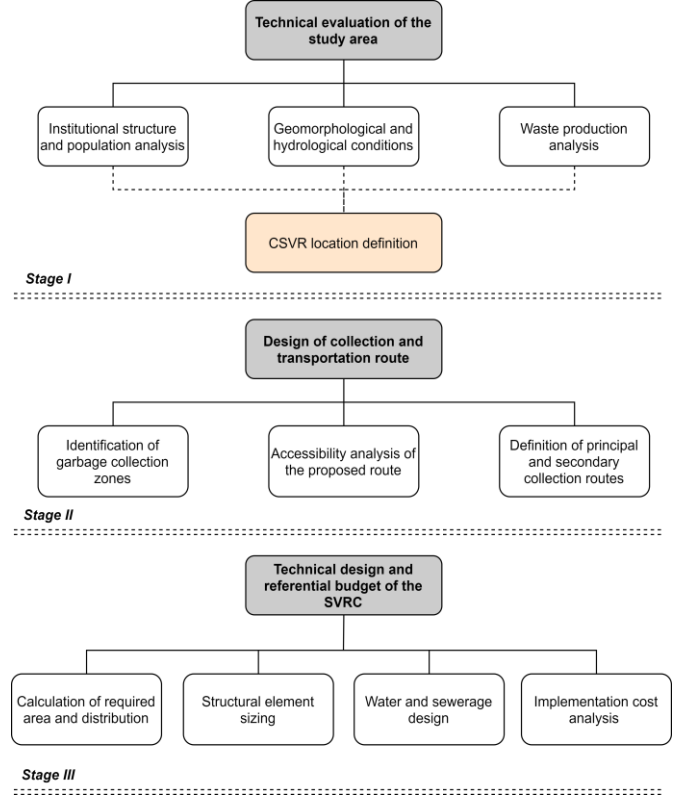 Technical evaluation of the
study area
Institutional structure
and population analysis
Geomorphological and
hydrological conditions
Waste production
analysis
CSVR location definition
Stage I
Design of collection and
transportation route
Identification of
garbage collection
zones
Accessibility analysis of
the proposed route
Definition of principal
and secondary
collection routes
Stage II
Technical design and
referential budget of the
SVRC
Calculation of required
area and distribution
Structural element
sizing
Water and sewerage
design
Implementation cost
analysis
Stage III